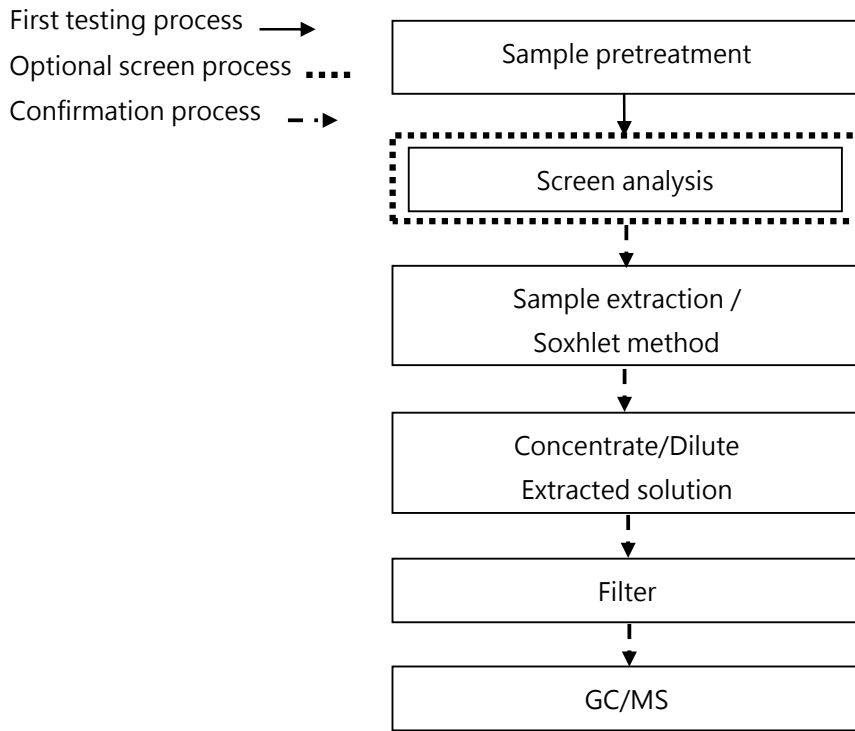 First testing process
Optional screen process
Confirmation process
Sample pretreatment
Screen analysis
Sample extraction /
Soxhlet method
Concentrate/Dilute
Extracted solution
Filter
GC/MS